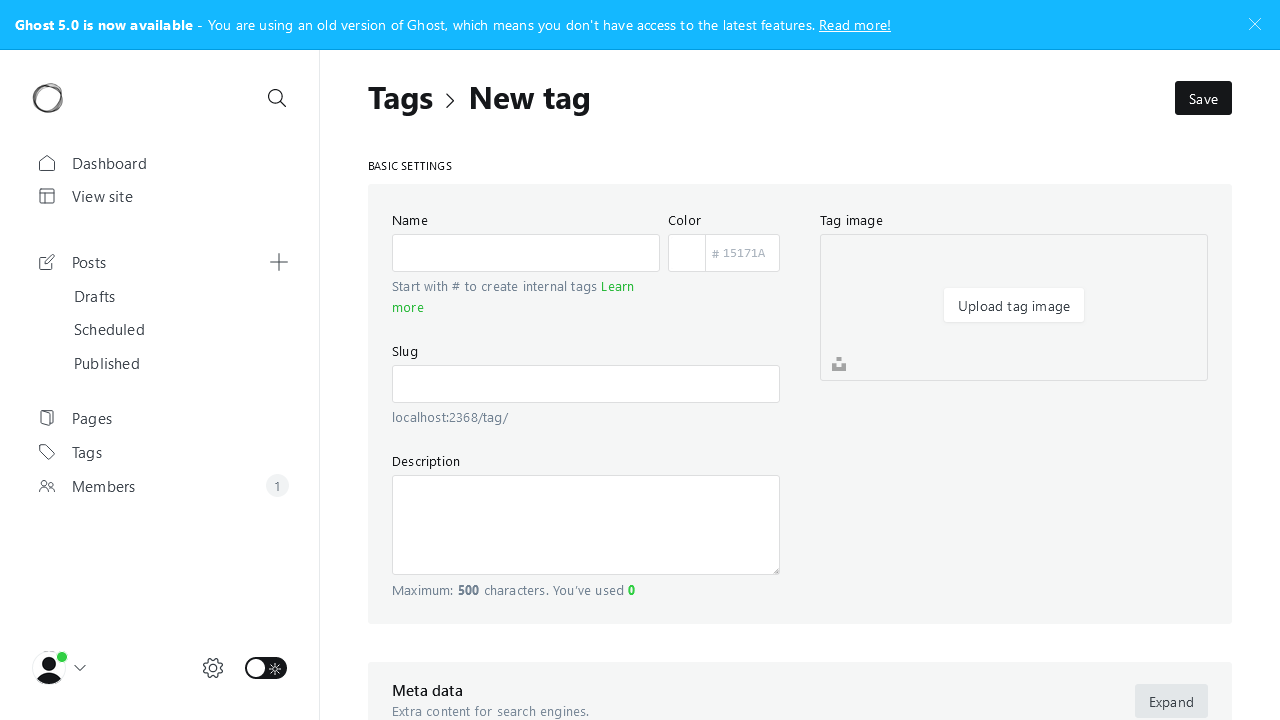 Ghost 5.0 is now available - You are using an old version of Ghost, which means you don't have access to the latest features. Read more!
Dashboard
View site
Posts
Drafts
Scheduled
Published
Pages
Tags
Members
1
Tags
New tag
Save
BASIC SETTINGS
Name
Color
# 15171A
Start with # to create internal tags Learn
more
Slug
localhost:2368/tag/
Description
Maximum: 500 characters. You've used 0
Tag image
Upload tag image
Meta data
Extra content for search engines.
Expand